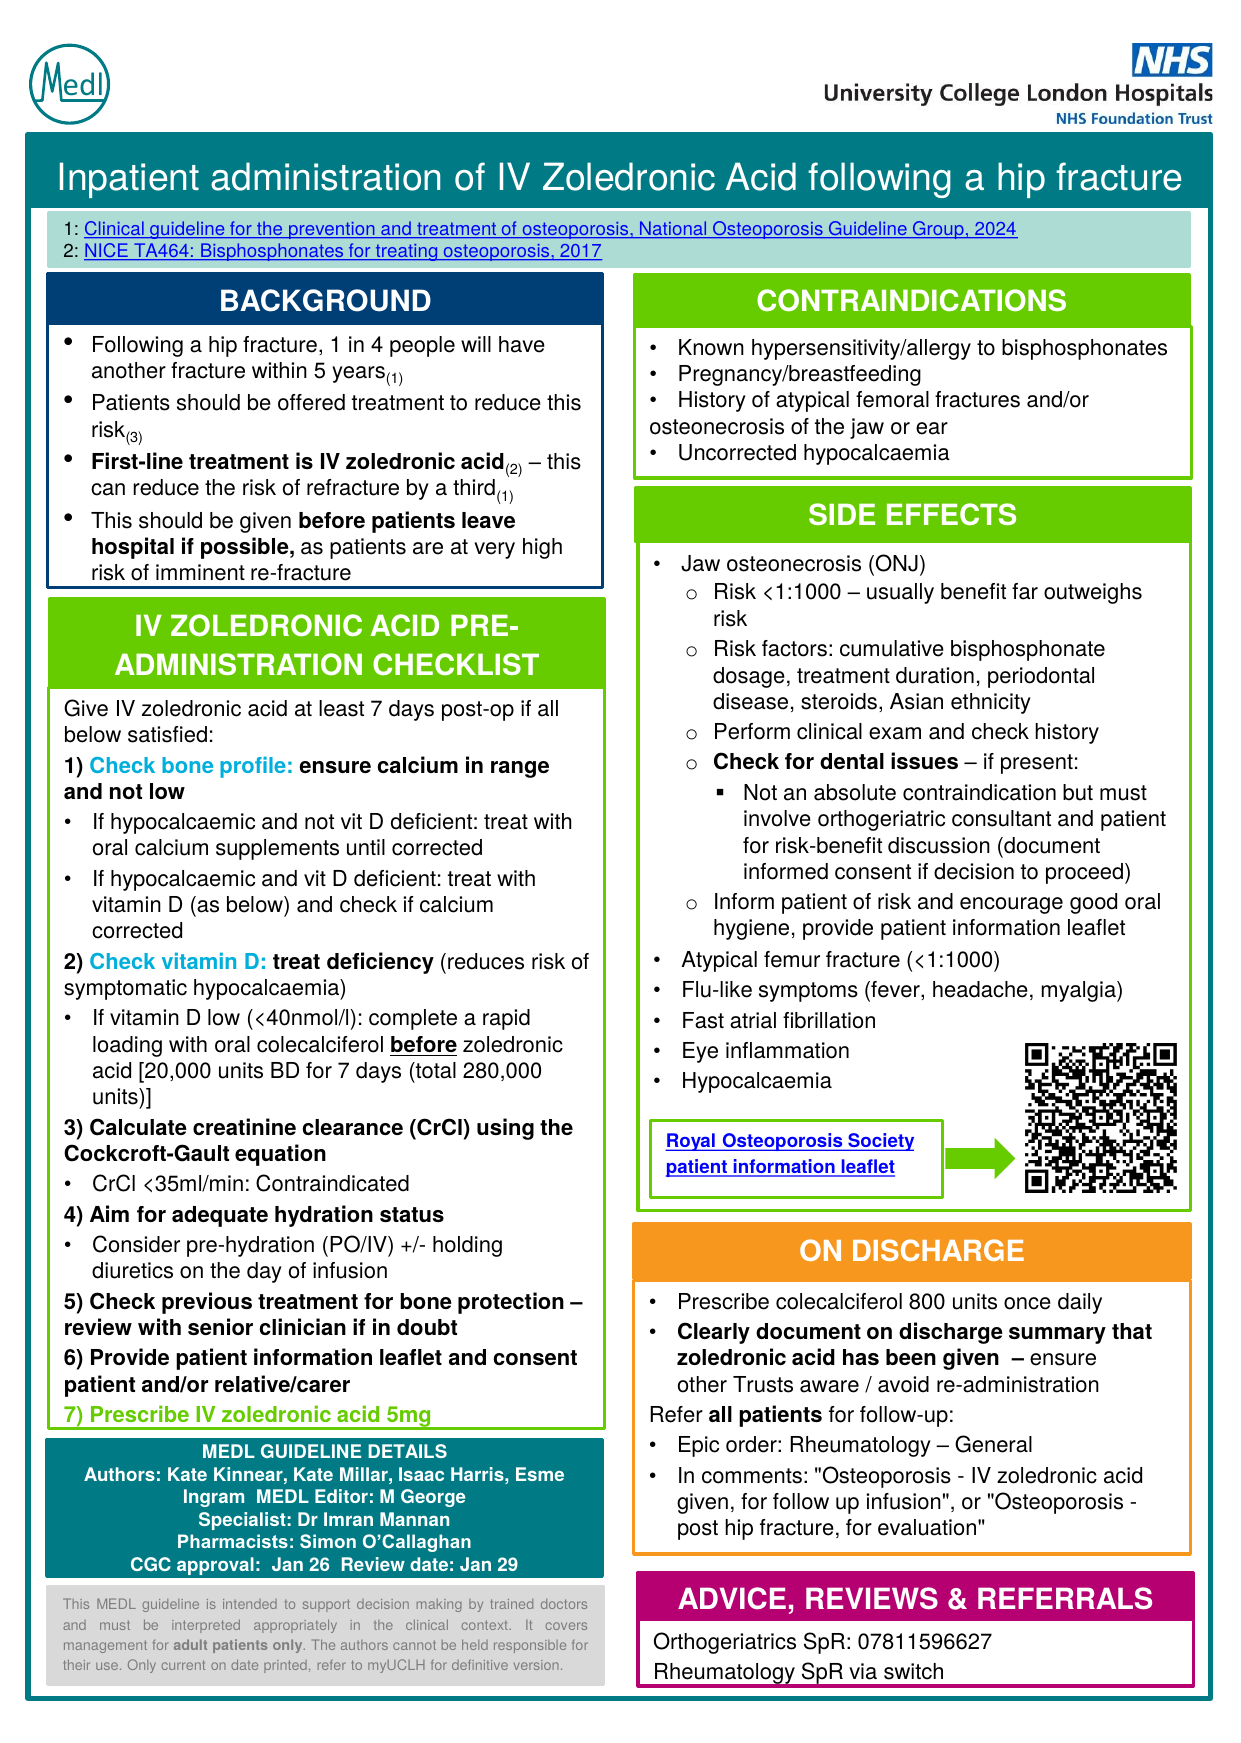 Medl
NHS
University College London Hospitals
NHS Foundation Trust
Inpatient administration of IV Zoledronic Acid following a hip fracture
1: Clinical guideline for the prevention and treatment of osteoporosis, National Osteoporosis Guideline Group, 2024
2: NICE TA464: Bisphosphonates for treating osteoporosis, 2017
BACKGROUND
• Following a hip fracture, 1 in 4 people will have
another fracture within 5 years(1)
• Patients should be offered treatment to reduce this
risk(3)
• First-line treatment is IV zoledronic acid(2) – this
can reduce the risk of refracture by a third(1)
• This should be given before patients leave
hospital if possible, as patients are at very high
risk of imminent re-fracture
IV ZOLEDRONIC ACID PRE-
ADMINISTRATION CHECKLIST
Give IV zoledronic acid at least 7 days post-op if all
below satisfied:
1) Check bone profile: ensure calcium in range
and not low
• If hypocalcaemic and not vit D deficient: treat with
oral calcium supplements until corrected
• If hypocalcaemic and vit D deficient: treat with
vitamin D (as below) and check if calcium
corrected
2) Check vitamin D: treat deficiency (reduces risk of
symptomatic hypocalcaemia)
• If vitamin D low (<40nmol/l): complete a rapid
loading with oral colecalciferol before zoledronic
acid [20,000 units BD for 7 days (total 280,000
units)]
3) Calculate creatinine clearance (CrCl) using the
Cockcroft-Gault equation
• CrCl <35ml/min: Contraindicated
4) Aim for adequate hydration status
• Consider pre-hydration (PO/IV) +/- holding
diuretics on the day of infusion
5) Check previous treatment for bone protection –
review with senior clinician if in doubt
6) Provide patient information leaflet and consent
patient and/or relative/carer
7) Prescribe IV zoledronic acid 5mg
MEDL GUIDELINE DETAILS
Authors: Kate Kinnear, Kate Millar, Isaac Harris, Esme
Ingram MEDL Editor: M George
Specialist: Dr Imran Mannan
Pharmacists: Simon O'Callaghan
CGC approval: Jan 26 Review date: Jan 29
This MEDL guideline is intended to support decision making by trained doctors
and must be interpreted appropriately in the clinical context. It covers
management for adult patients only. The authors cannot be held responsible for
their use. Only current on date printed, refer to myUCLH for definitive version.
CONTRAINDICATIONS
• Known hypersensitivity/allergy to bisphosphonates
• Pregnancy/breastfeeding
• History of atypical femoral fractures and/or
osteonecrosis of the jaw or ear
• Uncorrected hypocalcaemia
SIDE EFFECTS
• Jaw osteonecrosis (ONJ)
o Risk <1:1000 – usually benefit far outweighs
risk
o Risk factors: cumulative bisphosphonate
dosage, treatment duration, periodontal
disease, steroids, Asian ethnicity
o Perform clinical exam and check history
o Check for dental issues – if present:
▪ Not an absolute contraindication but must
involve orthogeriatric consultant and patient
for risk-benefit discussion (document
informed consent if decision to proceed)
o Inform patient of risk and encourage good oral
hygiene, provide patient information leaflet
• Atypical femur fracture (<1:1000)
• Flu-like symptoms (fever, headache, myalgia)
• Fast atrial fibrillation
• Eye inflammation
• Hypocalcaemia
Royal Osteoporosis Society
patient information leaflet
ON DISCHARGE
• Prescribe colecalciferol 800 units once daily
• Clearly document on discharge summary that
zoledronic acid has been given – ensure
other Trusts aware / avoid re-administration
Refer all patients for follow-up:
• Epic order: Rheumatology – General
• In comments: "Osteoporosis - IV zoledronic acid
given, for follow up infusion", or "Osteoporosis -
post hip fracture, for evaluation"
ADVICE, REVIEWS & REFERRALS
Orthogeriatrics SpR: 07811596627
Rheumatology SpR via switch